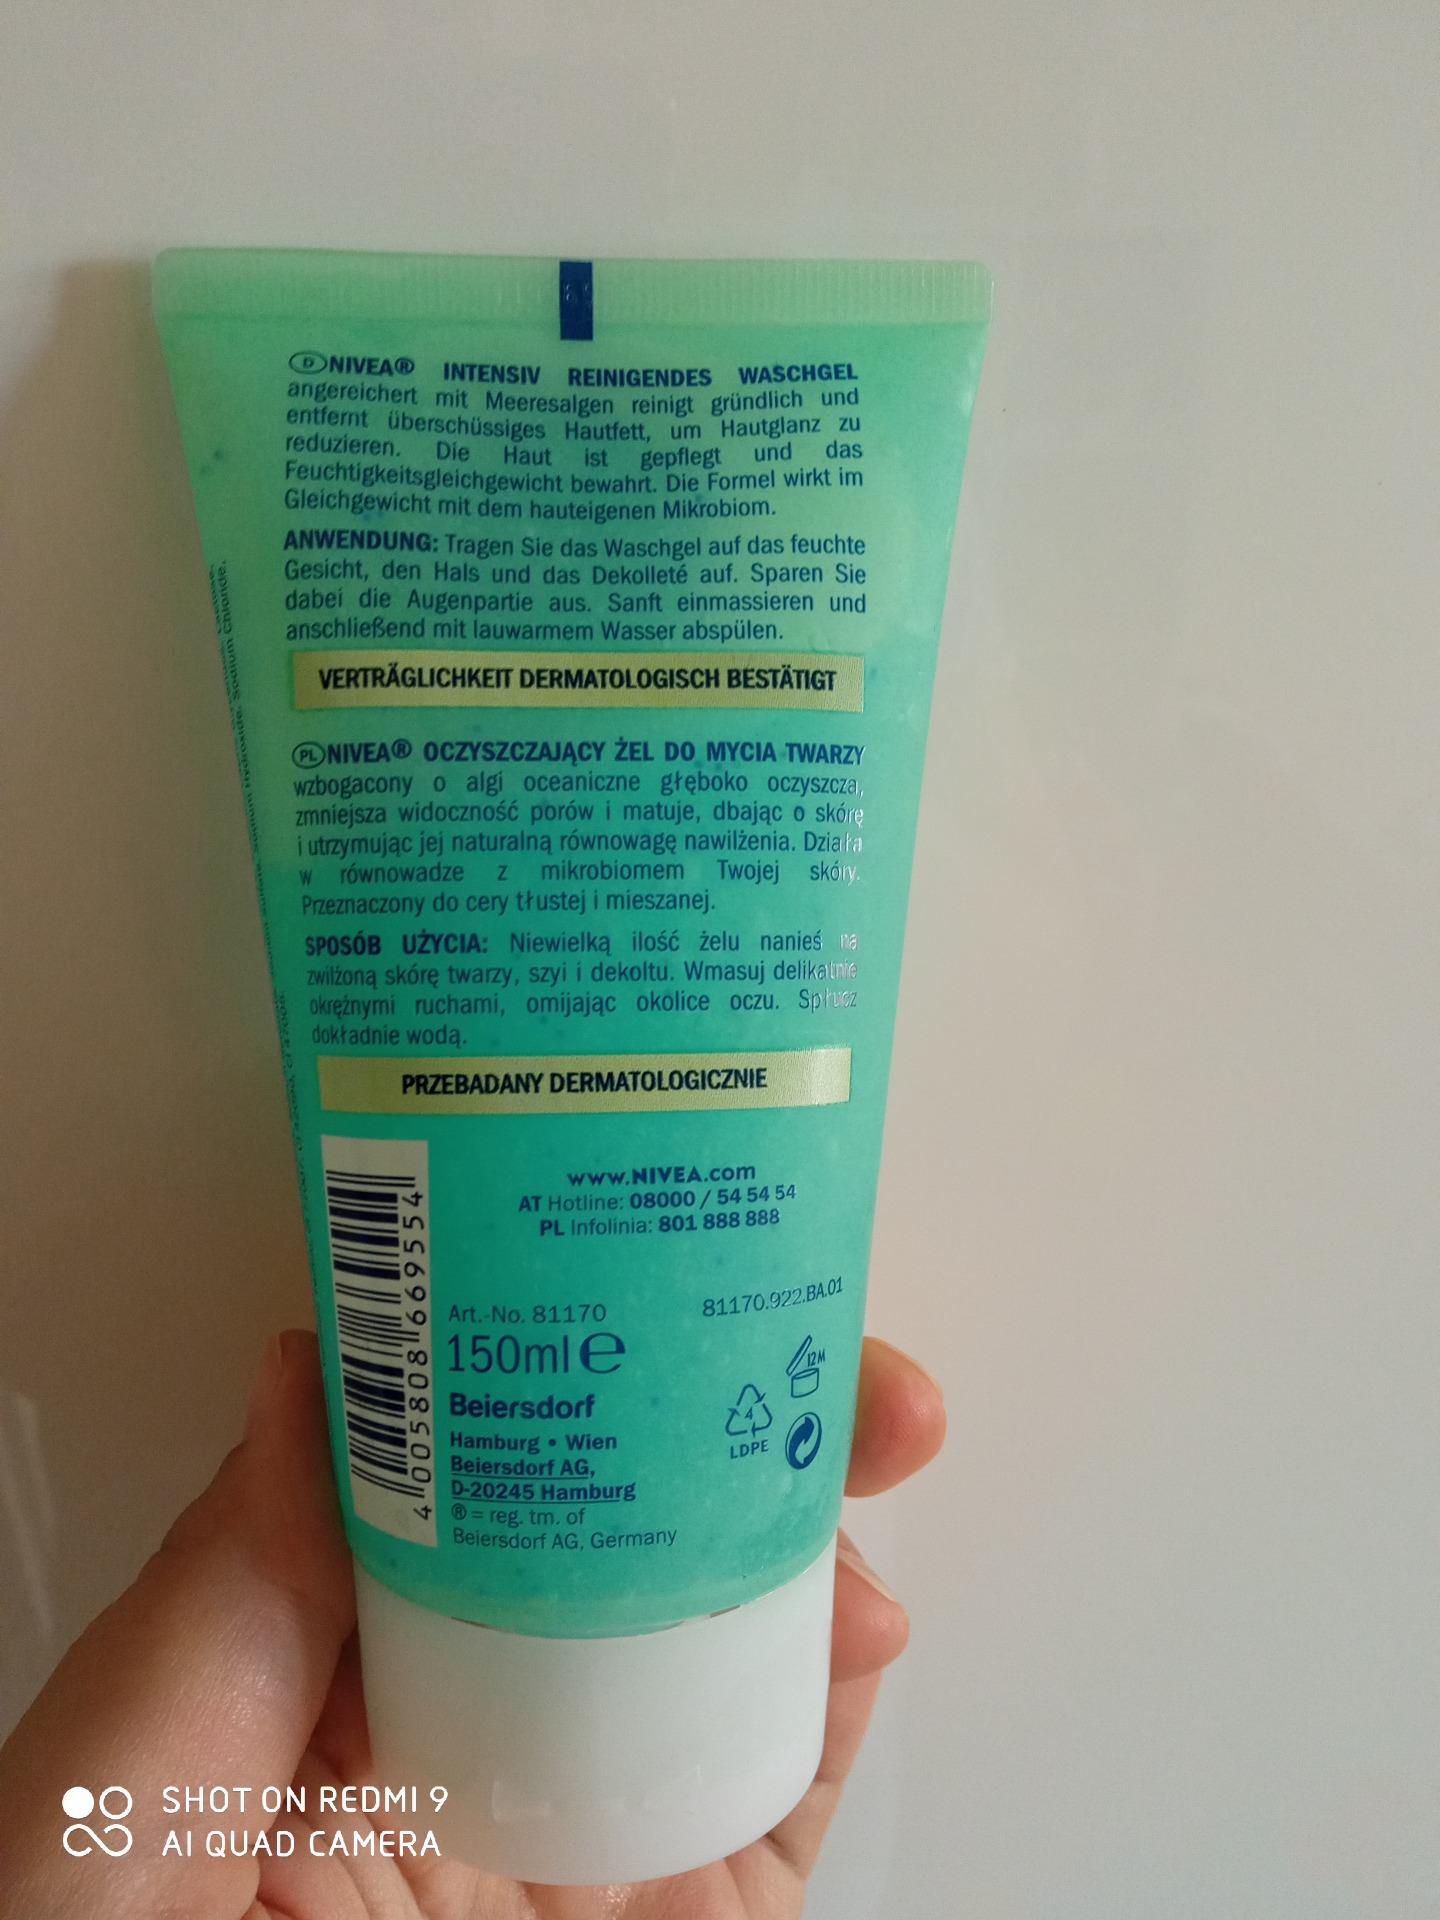 D NIVEA® INTENSIV REINIGENDES WASCHGEL
angereichert mit Meeresalgen reinigt gründlich und
entfernt überschüssiges Hautfett, um Hautglanz zu
reduzieren. Die Haut ist gepflegt und das
Feuchtigkeitsgleichgewicht bewahrt. Die Formel wirkt im
Gleichgewicht mit dem hauteigenen Mikrobiom.
ANWENDUNG: Tragen Sie das Waschgel auf das feuchte
Gesicht, den Hals und das Dekolleté auf. Sparen Sie
dabei die Augenpartie aus. Sanft einmassieren und
anschließend mit lauwarmem Wasser abspülen.
VERTRÄGLICHKEIT DERMATOLOGISCH BESTÄTIGT
PL NIVEA® OCZYSZCZAJĄCY ŻEL DO MYCIA TWARZY
wzbogacony o algi oceaniczne głęboko oczyszcza,
zmniejsza widoczność porów i matuje, dbając o skórę
i utrzymując jej naturalną równowagę nawilżenia. Działa
w równowadze z mikrobiomem Twojej skóry.
Przeznaczony do cery tłustej i mieszanej.
SPOSÓB UŻYCIA: Niewielką ilość żelu nanieś na
zwilżoną skórę twarzy, szyi i dekoltu. Wmasuj delikatnie
okrężnymi ruchami, omijając okolice oczu. Spłucz
dokładnie wodą.
PRZEBADANY DERMATOLOGICZNIE
www.NIVEA.com
AT Hotline: 08000 / 54 54 54
PL Infolinia: 801 888 888
4 005808 669554
Art.-No. 81170
81170.922.BA.01
150ml e
12M
Beiersdorf
4
LDPE
Hamburg • Wien
Beiersdorf AG,
D-20245 Hamburg
® = reg. tm. of
Beiersdorf AG, Germany
Sodium Hydroxide, Sodium Chloride,
SHOT ON REDMI 9
AI QUAD CAMERA